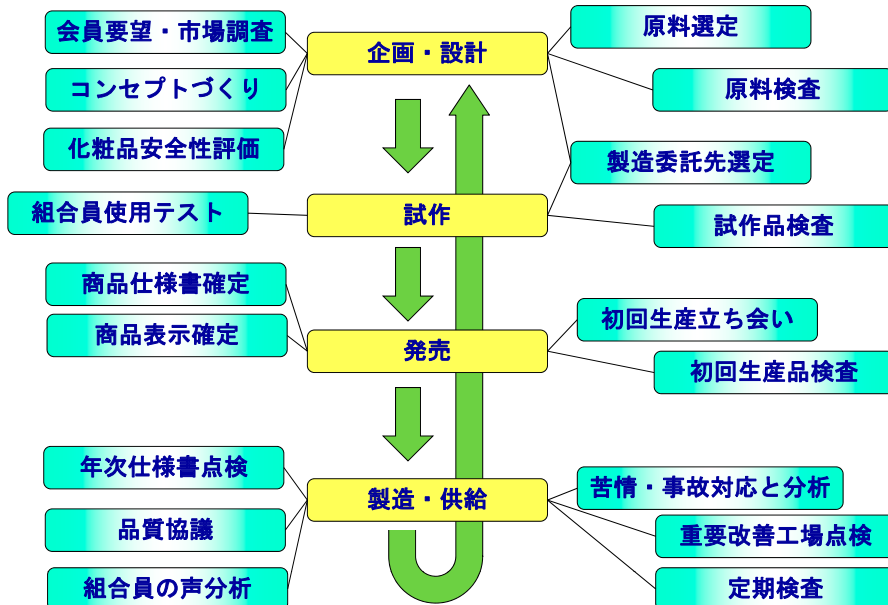 会員要望・市場調査
企画・設計
原料選定
コンセプトづくり
原料検査
化粧品安全性評価
製造委託先選定
組合員使用テスト
試作
試作品検査
商品仕様書確定
初回生産立ち会い
商品表示確定
発売
初回生産品検査
年次仕様書点検
苦情・事故対応と分析
製造・供給
品質協議
重要改善工場点検
組合員の声分析
定期検査